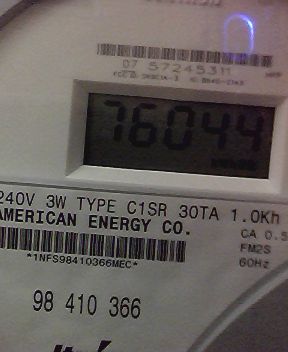 07 57245311
76044
240V 3W TYPE C1SR 30TA 1.0Kh
AMERICAN ENERGY CO.
CA 0.5
FM2S
60Hz
*1NFS98410366MEC*
98 410 366